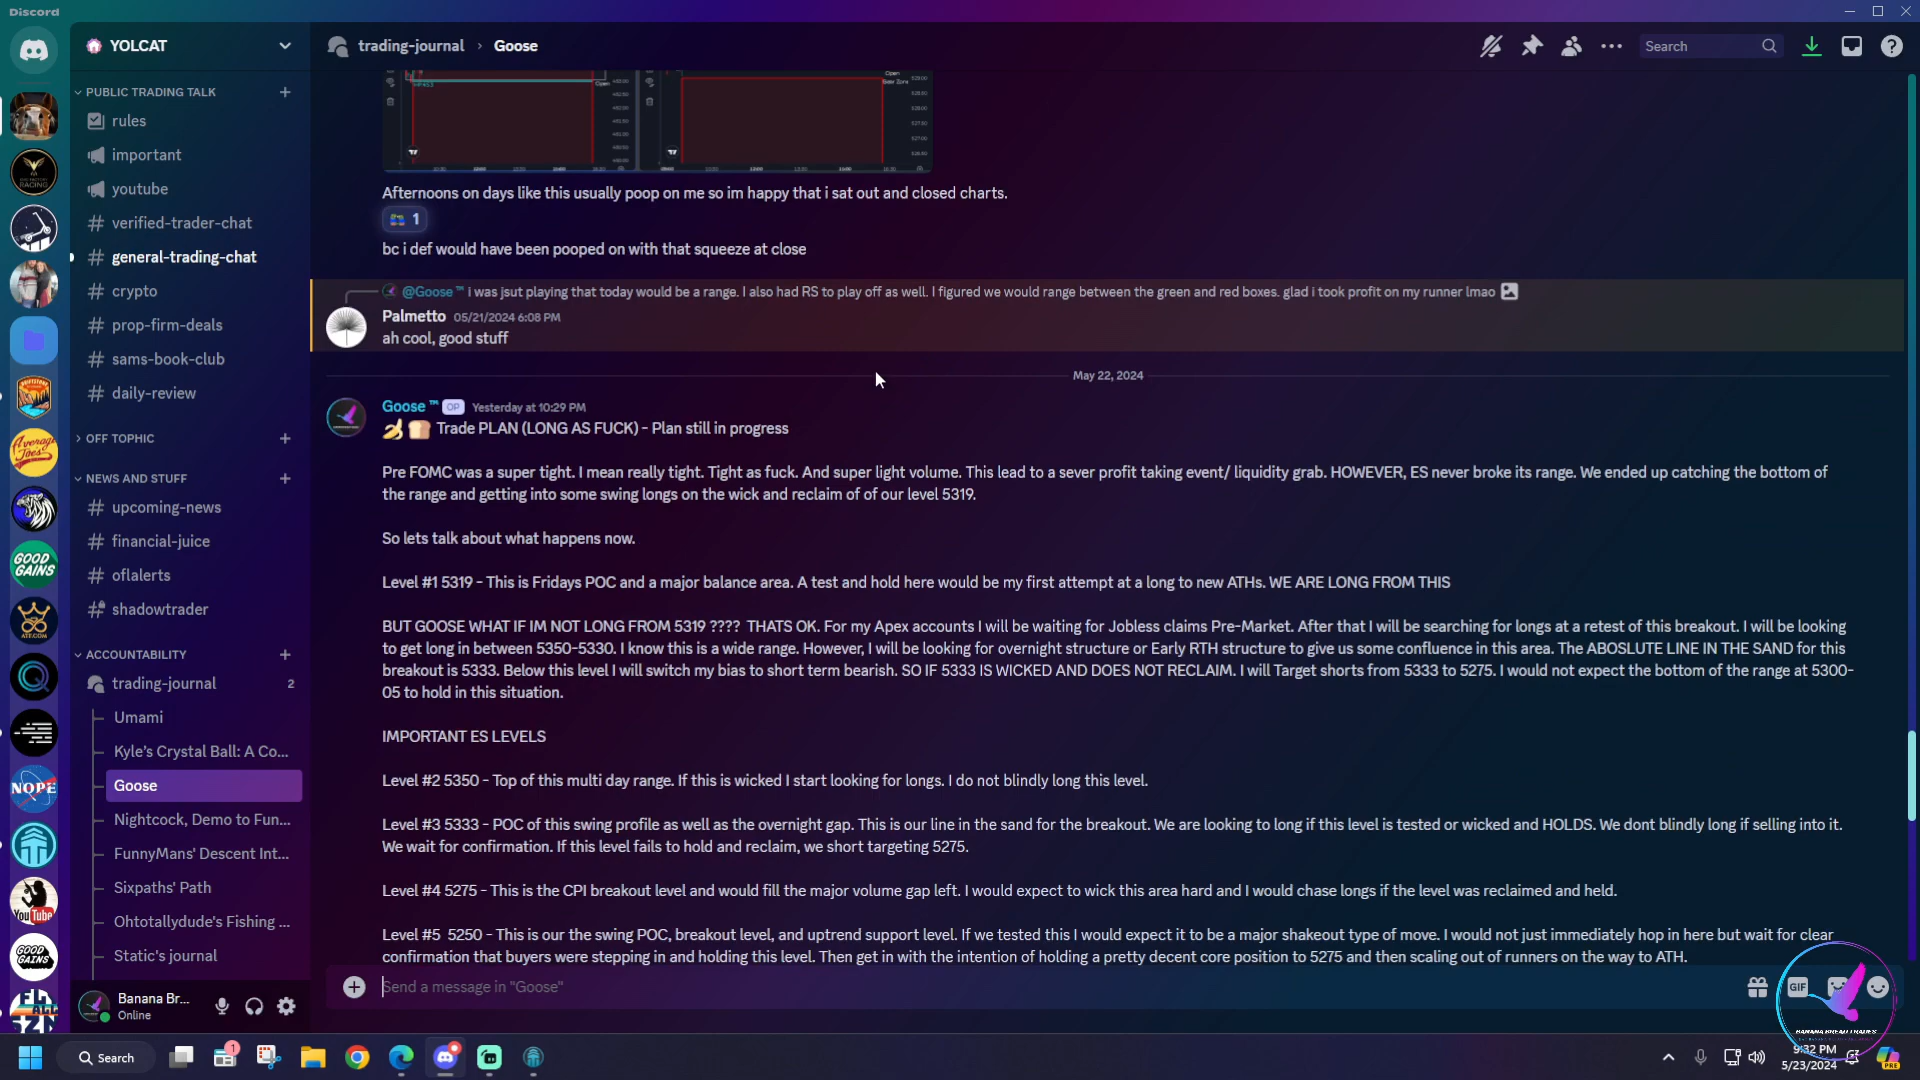 Discord
YOLCAT
trading-journal › Goose
Search
PUBLIC TRADING TALK
rules
important
youtube
verified-trader-chat
general-trading-chat
crypto
prop-firm-deals
sams-book-club
daily-review
OFF TOPHIC
NEWS AND STUFF
upcoming-news
financial-juice
oflalerts
shadowtrader
ACCOUNTABILITY
trading-journal 2
Umami
Kyle's Crystal Ball: A Co...
Goose
Nightcock, Demo to Fun...
FunnyMans' Descent Int...
Sixpaths' Path
Ohtotallydude's Fishing ...
Static's journal
Banana Br...
Online
Afternoons on days like this usually poop on me so im happy that i sat out and closed charts.
1
bc i def would have been pooped on with that squeeze at close
@Goose ™ i was jsut playing that today would be a range. I also had RS to play off as well. I figured we would range between the green and red boxes. glad i took profit on my runner lmao
Palmetto 05/21/2024 6:08 PM
ah cool, good stuff
May 22, 2024
Goose ™ OP Yesterday at 10:29 PM
🍌🍞 Trade PLAN (LONG AS FUCK) - Plan still in progress
Pre FOMC was a super tight. I mean really tight. Tight as fuck. And super light volume. This lead to a sever profit taking event/ liquidity grab. HOWEVER, ES never broke its range. We ended up catching the bottom of
the range and getting into some swing longs on the wick and reclaim of of our level 5319.
So lets talk about what happens now.
Level #1 5319 - This is Fridays POC and a major balance area. A test and hold here would be my first attempt at a long to new ATHs. WE ARE LONG FROM THIS
BUT GOOSE WHAT IF IM NOT LONG FROM 5319 ???? THATS OK. For my Apex accounts I will be waiting for Jobless claims Pre-Market. After that I will be searching for longs at a retest of this breakout. I will be looking
to get long in between 5350-5330. I know this is a wide range. However, I will be looking for overnight structure or Early RTH structure to give us some confluence in this area. The ABOSLUTE LINE IN THE SAND for this
breakout is 5333. Below this level I will switch my bias to short term bearish. SO IF 5333 IS WICKED AND DOES NOT RECLAIM. I will Target shorts from 5333 to 5275. I would not expect the bottom of the range at 5300-
05 to hold in this situation.
IMPORTANT ES LEVELS
Level #2 5350 - Top of this multi day range. If this is wicked I start looking for longs. I do not blindly long this level.
Level #3 5333 - POC of this swing profile as well as the overnight gap. This is our line in the sand for the breakout. We are looking to long if this level is tested or wicked and HOLDS. We dont blindly long if selling into it.
We wait for confirmation. If this level fails to hold and reclaim, we short targeting 5275.
Level #4 5275 - This is the CPI breakout level and would fill the major volume gap left. I would expect to wick this area hard and I would chase longs if the level was reclaimed and held.
Level #5 5250 - This is our the swing POC, breakout level, and uptrend support level. If we tested this I would expect it to be a major shakeout type of move. I would not just immediately hop in here but wait for clear
confirmation that buyers were stepping in and holding this level. Then get in with the intention of holding a pretty decent core position to 5275 and then scaling out of runners on the way to ATH.
Send a message in "Goose"
GIF
RACING
Average Joe's
GOOD GAINS
ATF.COM
NOPE
YouTube
GOOD GAINS
BANANA BREAD TRADES
Search
1
9:32 PM
5/23/2024
PRE